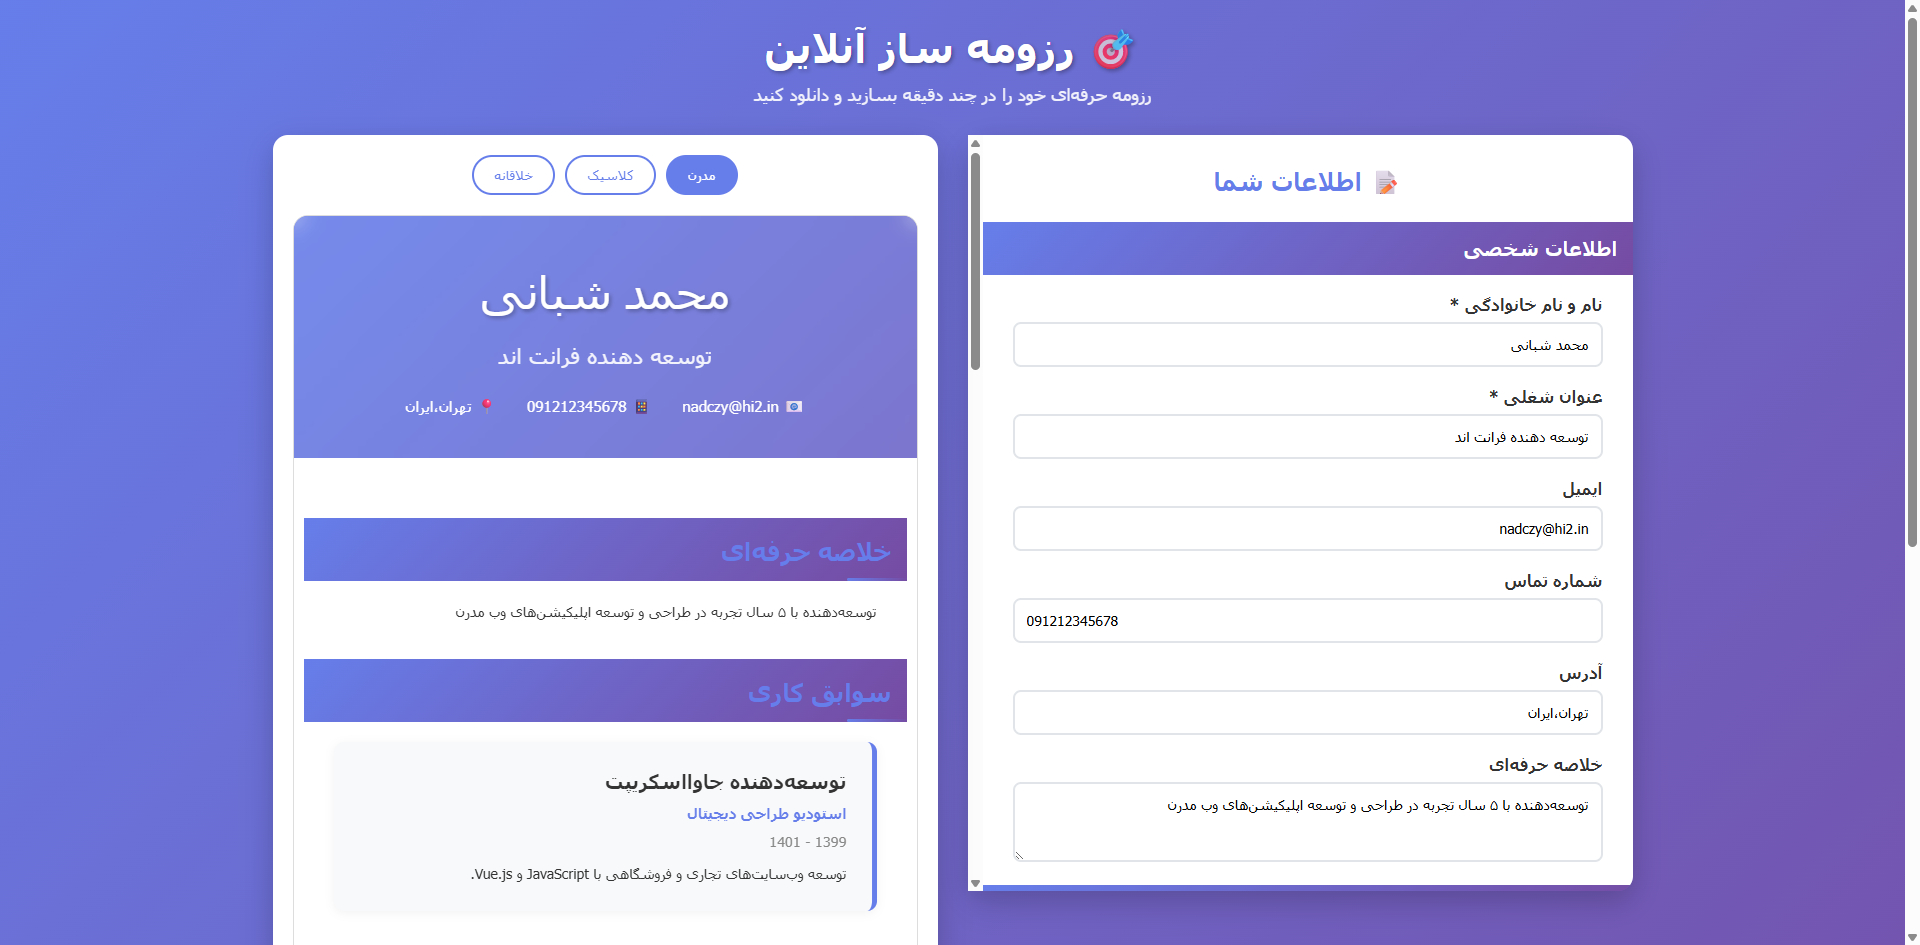 رزومه ساز آنلاین
رزومه حرفه‌ای خود را در چند دقیقه بسازید و دانلود کنید
اطلاعات شما
اطلاعات شخصی
نام و نام خانوادگی *
محمد شبانی
عنوان شغلی *
توسعه دهنده فرانت اند
ایمیل
nadczy@hi2.in
شماره تماس
091212345678
آدرس
تهران،ایران
خلاصه حرفه‌ای
توسعه‌دهنده با ۵ سال تجربه در طراحی و توسعه اپلیکیشن‌های وب مدرن
مدرن کلاسیک خلاقانه
محمد شبانی
توسعه دهنده فرانت اند
nadczy@hi2.in 091212345678 تهران،ایران
خلاصه حرفه‌ای
توسعه‌دهنده با ۵ سال تجربه در طراحی و توسعه اپلیکیشن‌های وب مدرن
سوابق کاری
توسعه‌دهنده جاوااسکریپت
استودیو طراحی دیجیتال
1399 - 1401
توسعه وب‌سایت‌های تجاری و فروشگاهی با JavaScript و Vue.js.